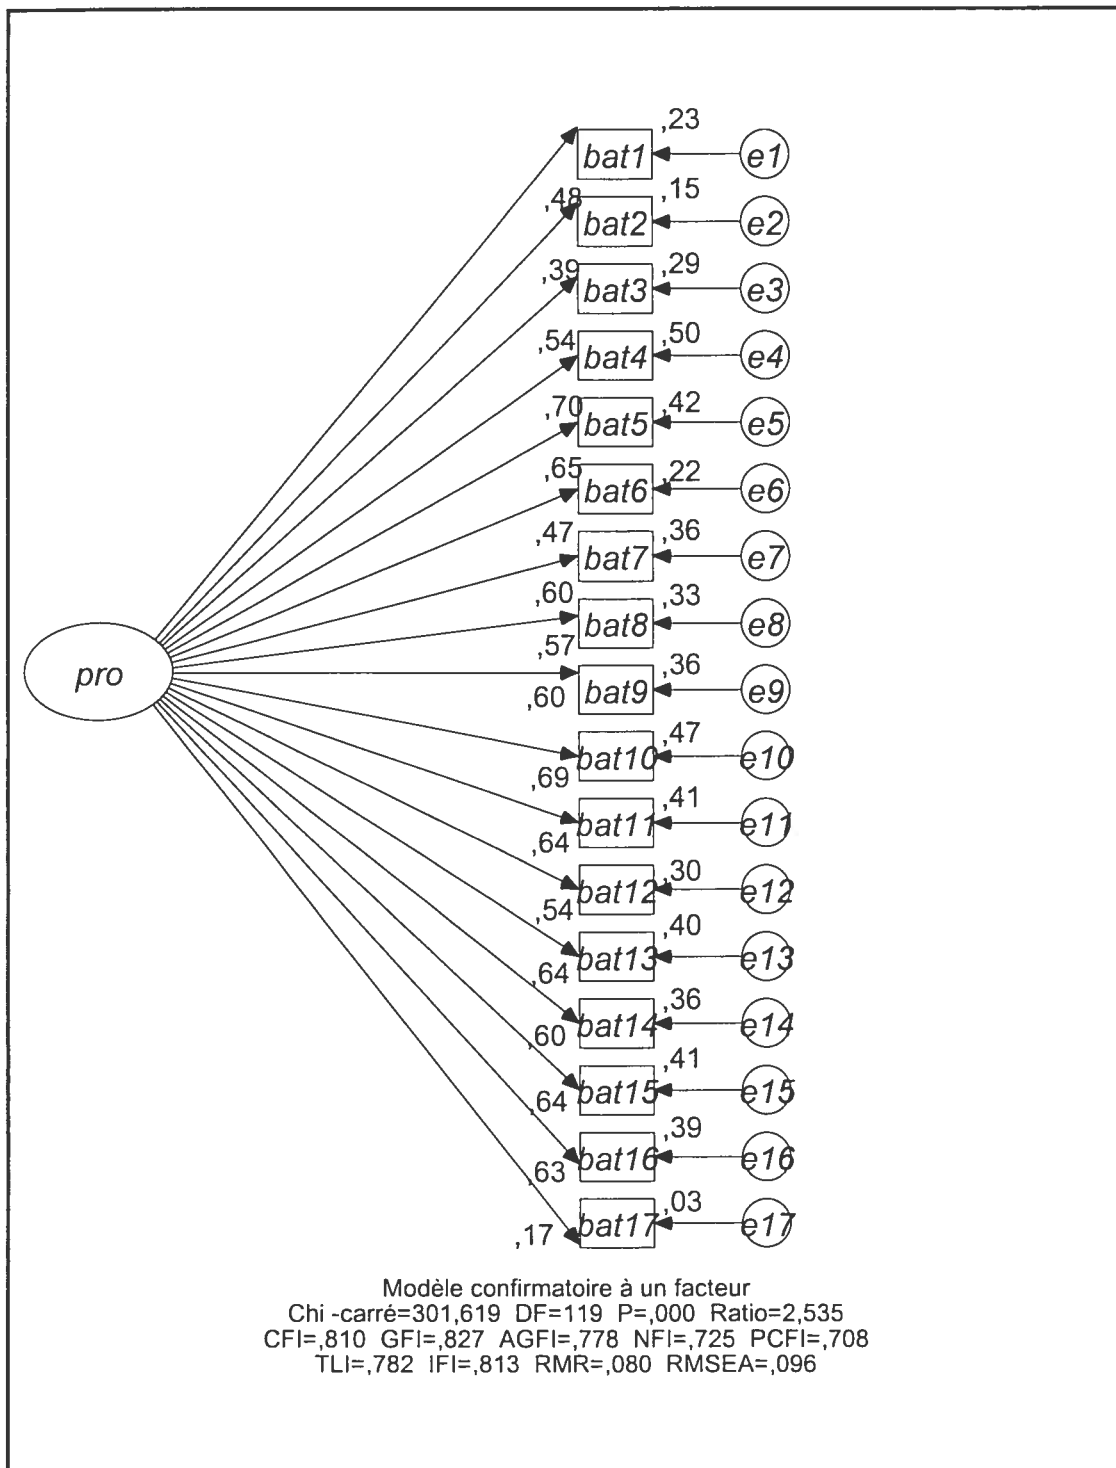 ,23
bat1 e1
,48 ,15
bat2 e2
,39 ,29
bat3 e3
,54 ,50
bat4 e4
,70 ,42
bat5 e5
,65 ,22
bat6 e6
,47 ,36
bat7 e7
,60 ,33
bat8 e8
,57 ,36
pro
bat9 e9
,60 ,47
bat10 e10
,69 ,41
bat11 e11
,64 ,30
bat12 e12
,54 ,40
bat13 e13
,64 ,36
bat14 e14
,60 ,41
bat15 e15
,64 ,39
bat16 e16
,63 ,03
bat17 e17
,17
Modèle confirmatoire à un facteur
Chi -carré=301,619 DF=119 P=,000 Ratio=2,535
CFI=,810 GFI=,827 AGFI=,778 NFI=,725 PCFI=,708
TLI=,782 IFI=,813 RMR=,080 RMSEA=,096